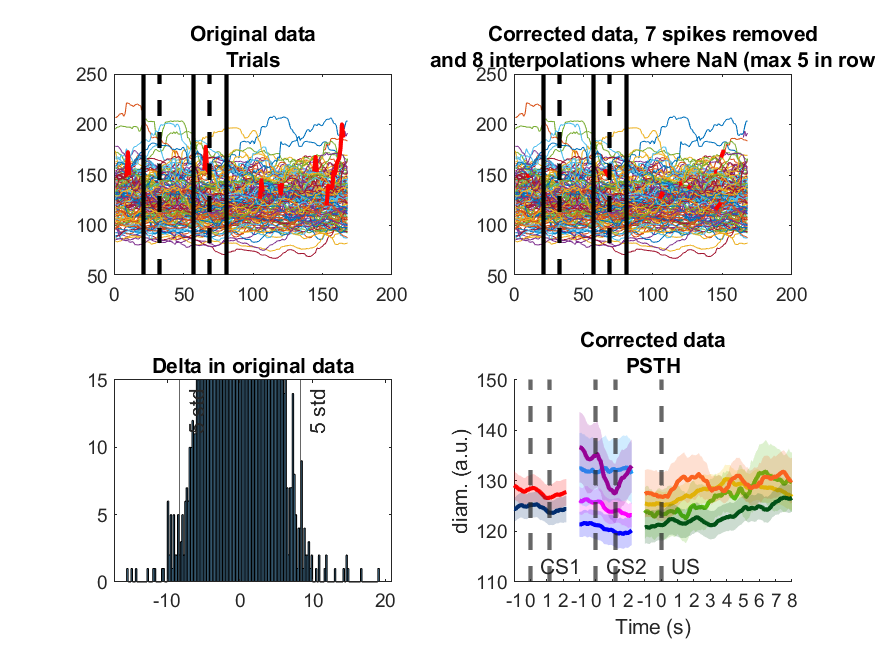 Original data
Trials
250
200
150
100
50
0 50 100 150 200
Corrected data, 7 spikes removed
and 8 interpolations where NaN (max 5 in row
250
200
150
100
50
0 50 100 150 200
Delta in original data
15
10
5
0
5 std
5 std
-10 0 10 20
Corrected data
PSTH
diam. (a.u.)
150
140
130
120
110
CS1 CS2 US
-1 0 1 2 -1 0 1 2 -1 0 1 2 3 4 5 6 7 8
Time (s)